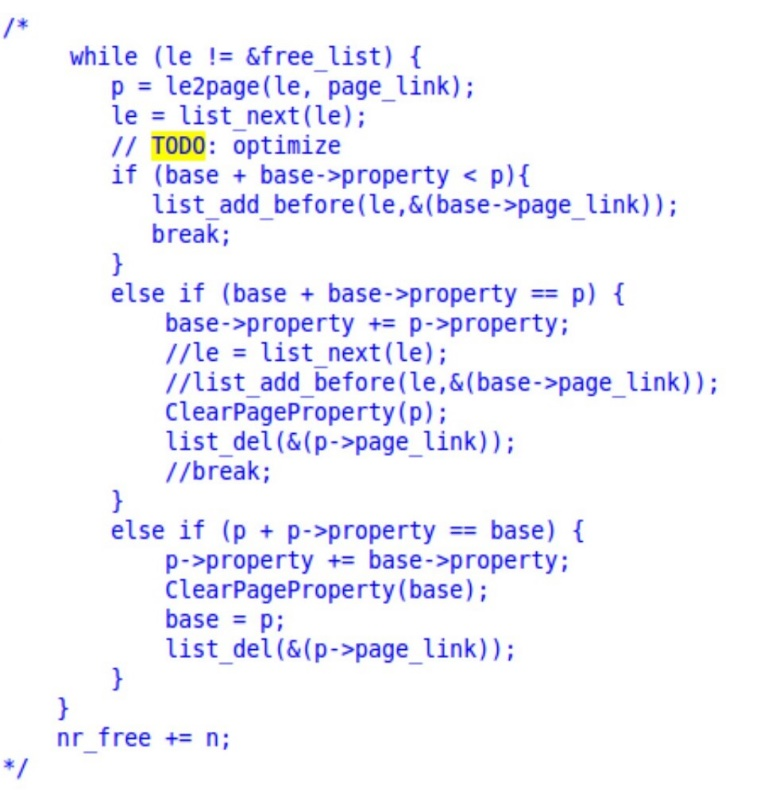 /*
     while (le != &free_list) {
        p = le2page(le, page_link);
        le = list_next(le);
        // TODO: optimize
        if (base + base->property < p){
           list_add_before(le,&(base->page_link));
           break;
        }
        else if (base + base->property == p) {
            base->property += p->property;
            //le = list_next(le);
            //list_add_before(le,&(base->page_link));
            ClearPageProperty(p);
            list_del(&(p->page_link));
            //break;
        }
        else if (p + p->property == base) {
            p->property += base->property;
            ClearPageProperty(base);
            base = p;
            list_del(&(p->page_link));
        }
    }
    nr_free += n;
*/